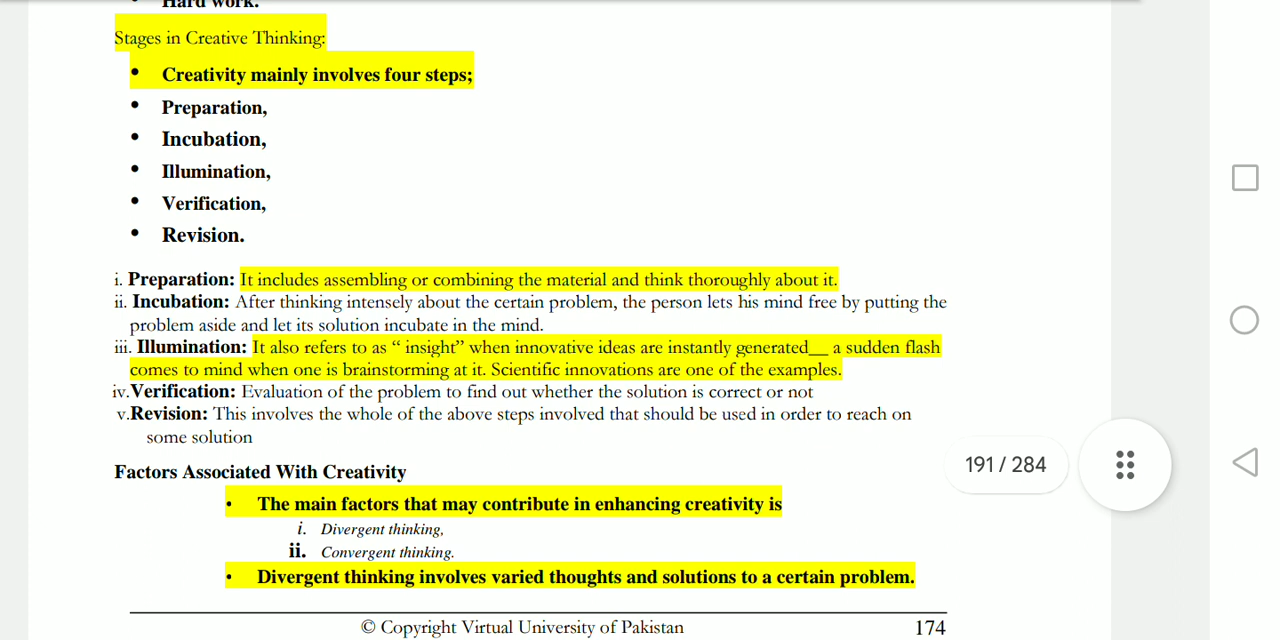 Hard work.
Stages in Creative Thinking:
• Creativity mainly involves four steps;
• Preparation,
• Incubation,
• Illumination,
• Verification,
• Revision.
i. Preparation: It includes assembling or combining the material and think thoroughly about it.
ii. Incubation: After thinking intensely about the certain problem, the person lets his mind free by putting the
problem aside and let its solution incubate in the mind.
iii. Illumination: It also refers to as “ insight” when innovative ideas are instantly generated__ a sudden flash
comes to mind when one is brainstorming at it. Scientific innovations are one of the examples.
iv.Verification: Evaluation of the problem to find out whether the solution is correct or not
v.Revision: This involves the whole of the above steps involved that should be used in order to reach on
some solution
191 / 284
Factors Associated With Creativity
• The main factors that may contribute in enhancing creativity is
i. Divergent thinking,
ii. Convergent thinking.
• Divergent thinking involves varied thoughts and solutions to a certain problem.
© Copyright Virtual University of Pakistan 174